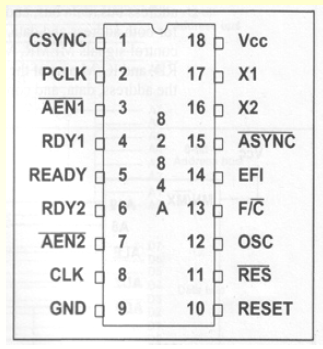 CSYNC 1 18 Vcc
PCLK 2 17 X1
AEN1 3 16 X2
8
RDY1 4 2 15 ASYNC
8
READY 5 14 EFI
4
RDY2 6 A 13 F/C
AEN2 7 12 OSC
CLK 8 11 RES
GND 9 10 RESET